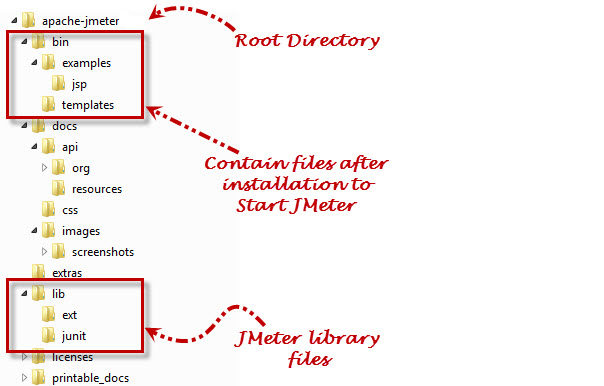 apache-jmeter
Root Directory
bin
examples
jsp
templates
docs
api
org
resources
css
images
screenshots
extras
lib
ext
junit
licenses
printable_docs
Contain files after
installation to
Start JMeter
JMeter library
files